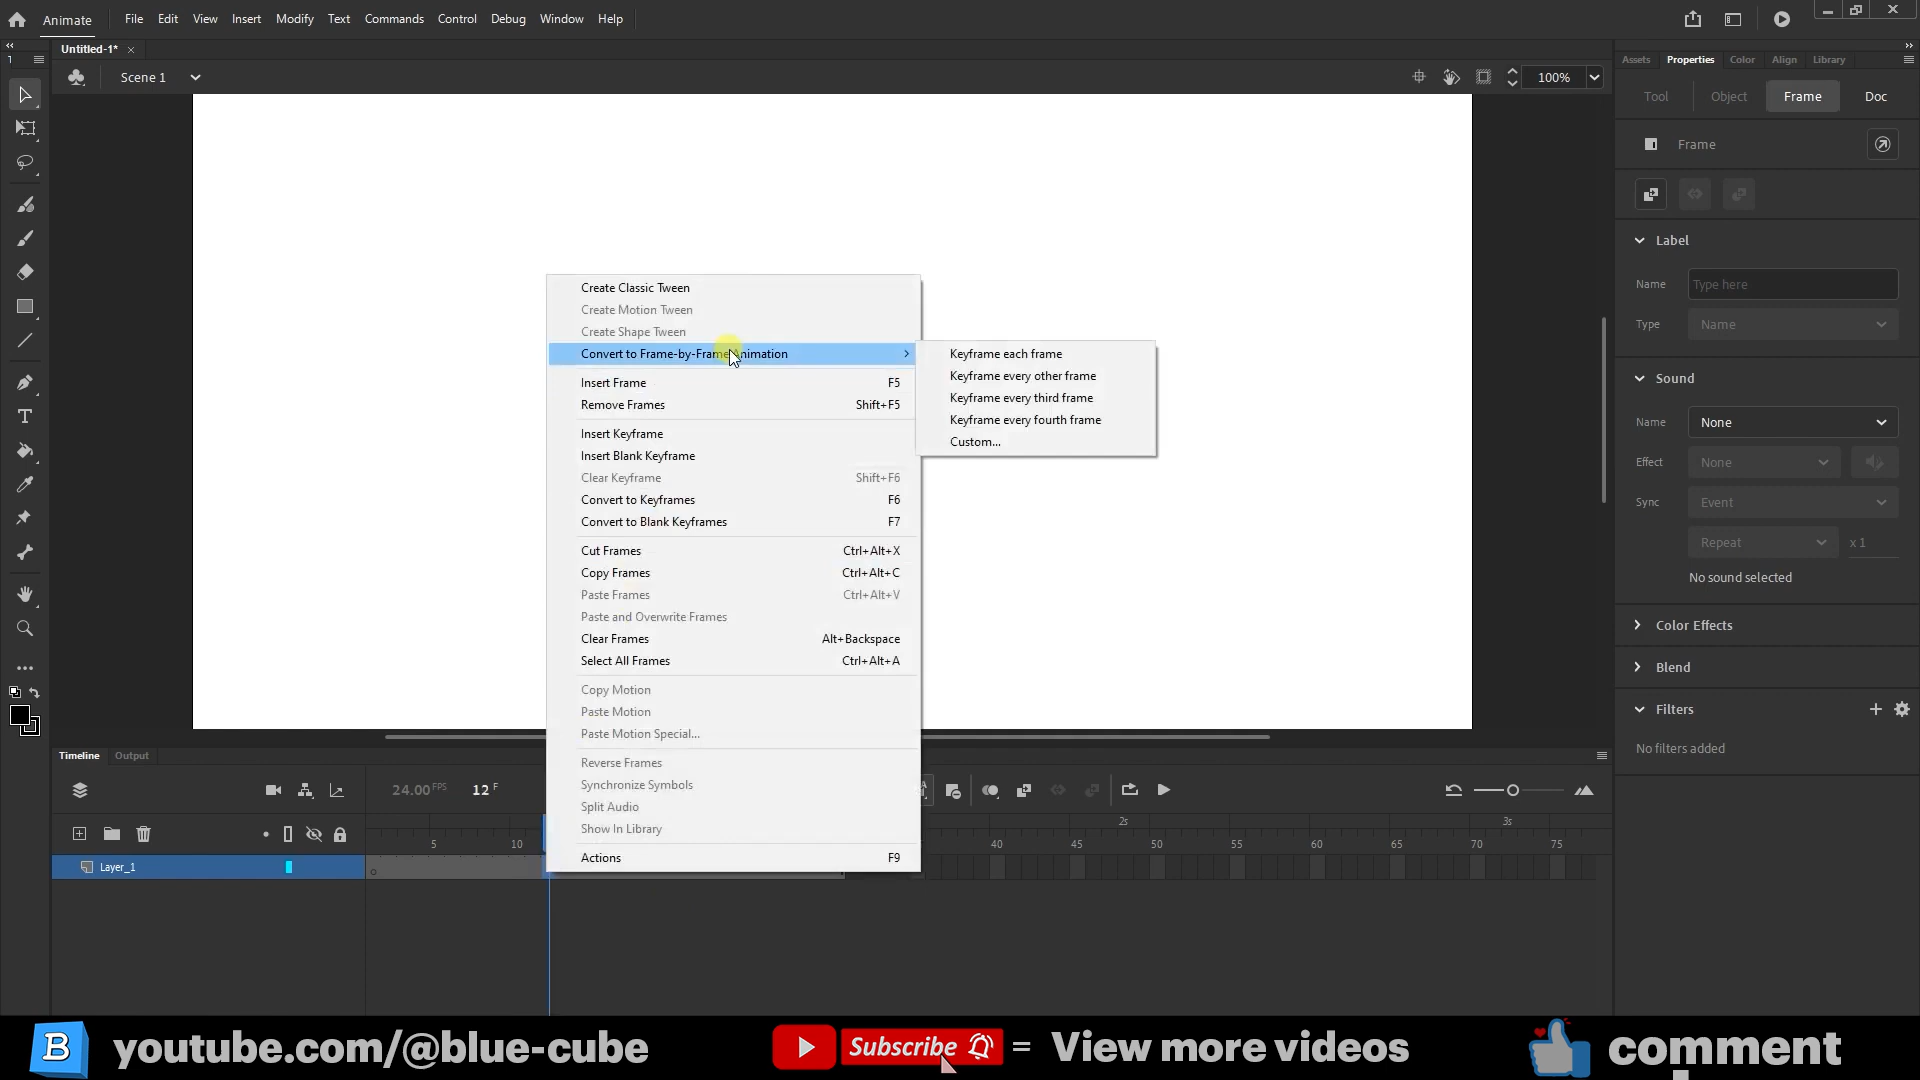 Animate File Edit View Insert Modify Text Commands Control Debug Window Help
Untitled-1*
1
Scene 1
100%
Assets Properties Color Align Library
Tool Object Frame Doc
Frame
Label
Name Type here
Type Name
Sound
Name None
Effect None
Sync Event
Repeat x 1
No sound selected
Color Effects
Blend
Filters
No filters added
Create Classic Tween
Create Motion Tween
Create Shape Tween
Convert to Frame-by-Frame Animation
Insert Frame F5
Remove Frames Shift+F5
Insert Keyframe
Insert Blank Keyframe
Clear Keyframe Shift+F6
Convert to Keyframes F6
Convert to Blank Keyframes F7
Cut Frames Ctrl+Alt+X
Copy Frames Ctrl+Alt+C
Paste Frames Ctrl+Alt+V
Paste and Overwrite Frames
Clear Frames Alt+Backspace
Select All Frames Ctrl+Alt+A
Copy Motion
Paste Motion
Paste Motion Special...
Reverse Frames
Synchronize Symbols
Split Audio
Show In Library
Actions F9
Keyframe each frame
Keyframe every other frame
Keyframe every third frame
Keyframe every fourth frame
Custom...
Timeline Output
24.00 FPS 12 F
2s 3s
5 10 40 45 50 55 60 65 70 75
Layer_1
B youtube.com/@blue-cube Subscribe = View more videos comment